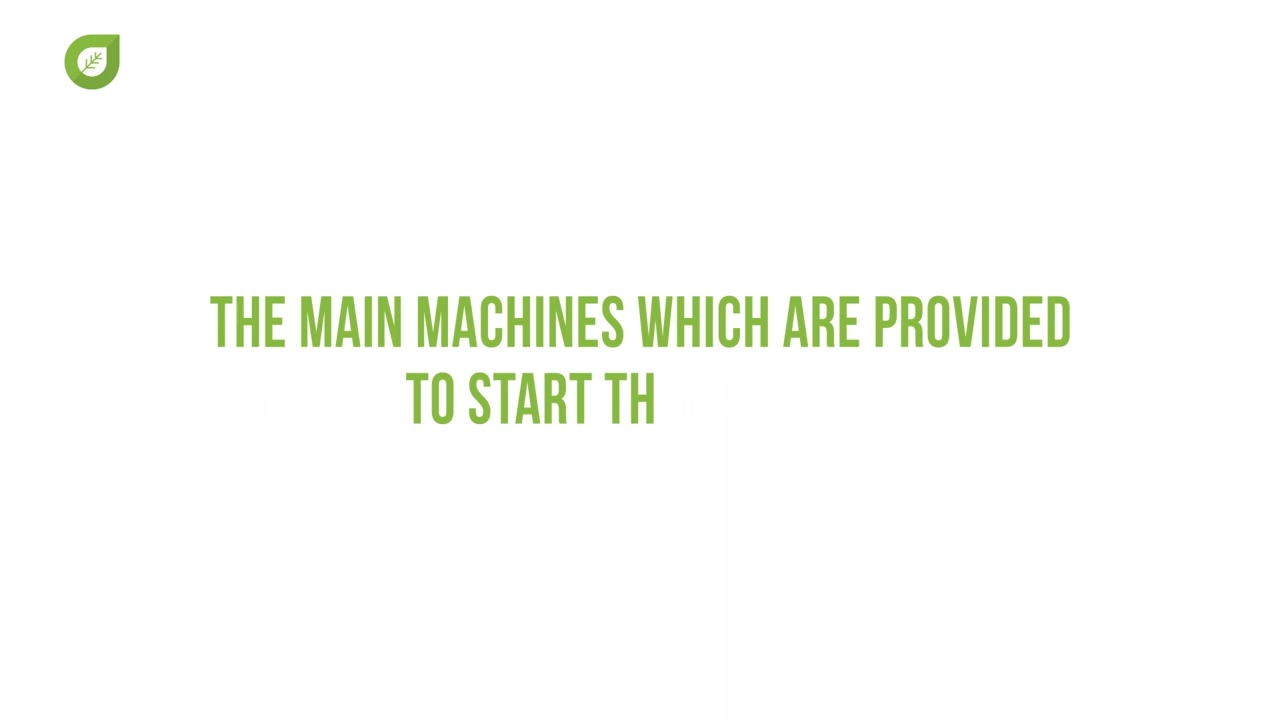 THE MAIN MACHINES WHICH ARE PROVIDED
TO START TH